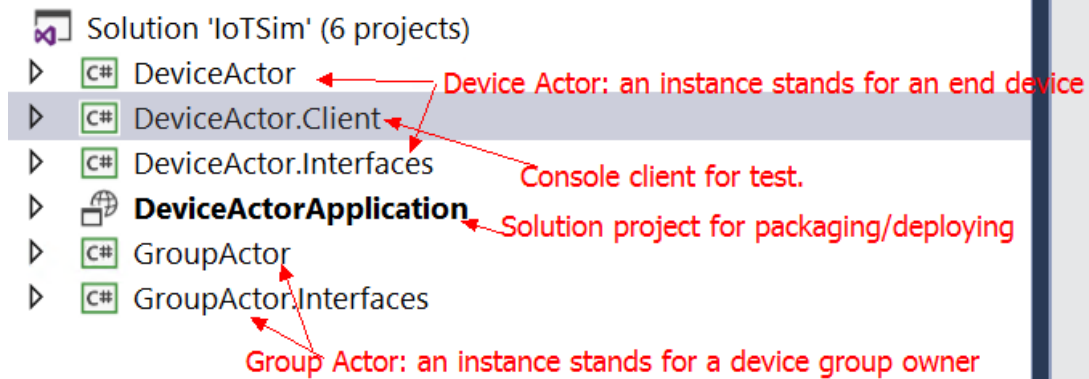 Solution 'IoTSim' (6 projects)
C# DeviceActor
Device Actor: an instance stands for an end device
C# DeviceActor.Client
C# DeviceActor.Interfaces
Console client for test.
DeviceActorApplication
Solution project for packaging/deploying
C# GroupActor
C# GroupActor.Interfaces
Group Actor: an instance stands for a device group owner